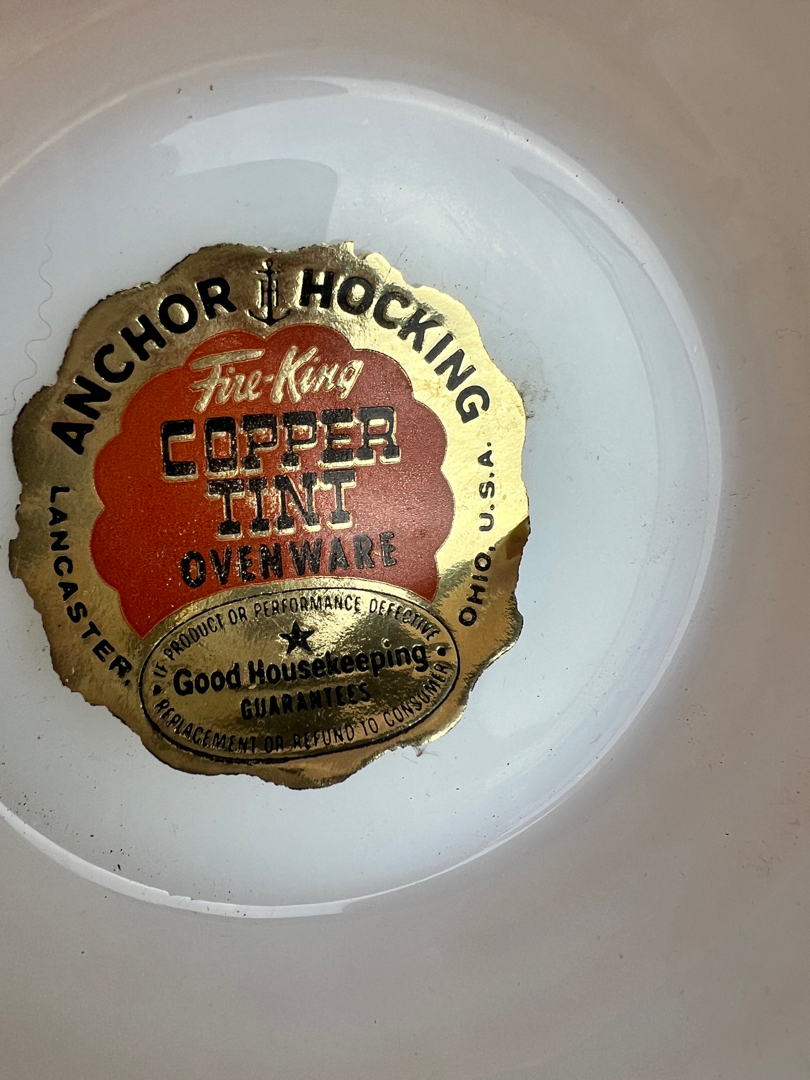 ANCHOR HOCKING
Fire-King
COPPER
TINT
OVENWARE
LANCASTER, OHIO, U.S.A.
• IF PRODUCT OR PERFORMANCE DEFECTIVE •
★
Good Housekeeping
GUARANTEES
REPLACEMENT OR REFUND TO CONSUMER